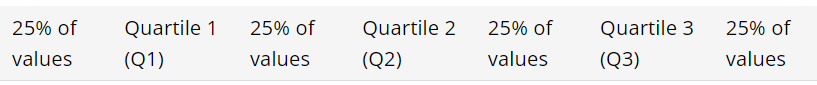 25% of values
Quartile 1 (Q1)
25% of values
Quartile 2 (Q2)
25% of values
Quartile 3 (Q3)
25% of values